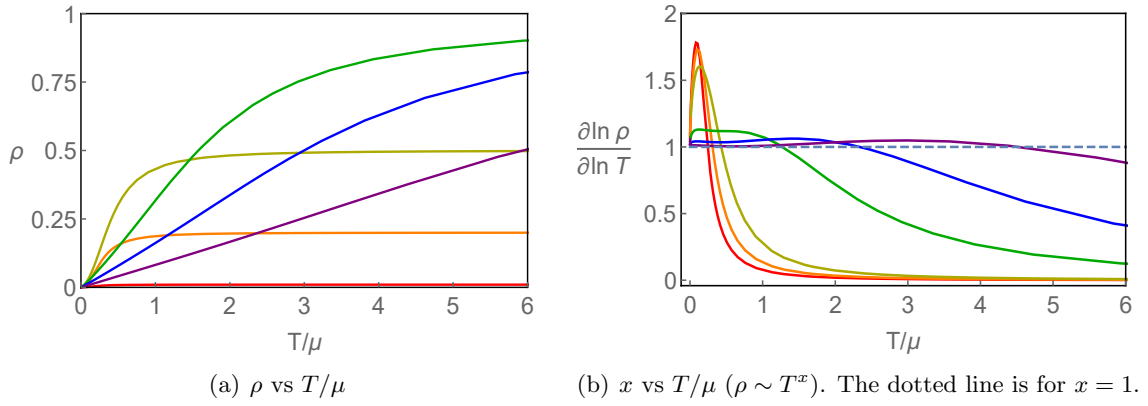 1
0.75
0.5
0.25
0
ρ
0 1 2 3 4 5 6
T/μ
2
1.5
1
0.5
0
∂ln ρ
∂ln T
0 1 2 3 4 5 6
T/μ
(a) ρ vs T/μ
(b) x vs T/μ (ρ ∼ T^x). The dotted line is for x = 1.